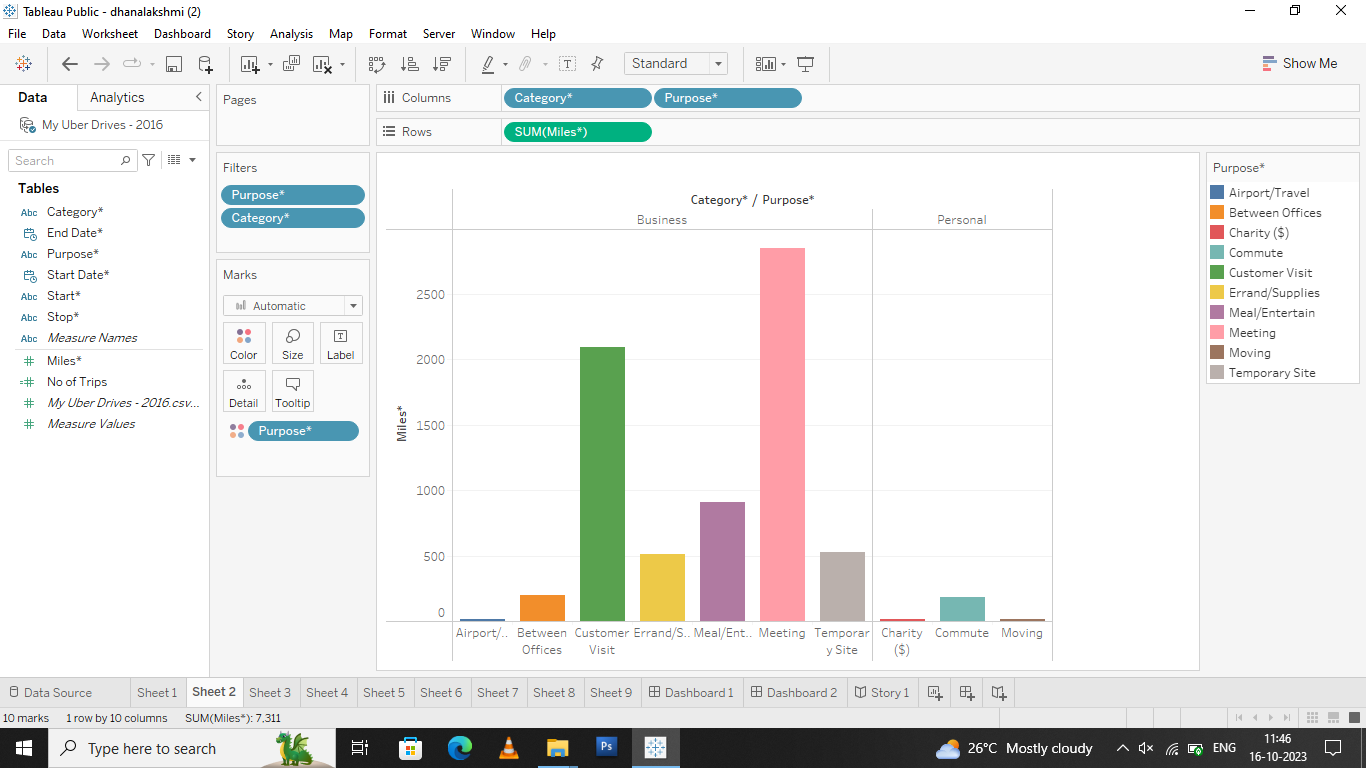 Tableau Public - dhanalakshmi (2)
File Data Worksheet Dashboard Story Analysis Map Format Server Window Help
Standard
Show Me
Data Analytics
My Uber Drives - 2016
Search
Tables
Abc Category*
End Date*
Abc Purpose*
Start Date*
Abc Start*
Abc Stop*
Abc Measure Names
# Miles*
=# No of Trips
# My Uber Drives - 2016.csv...
# Measure Values
Pages
Filters
Purpose*
Category*
Marks
Automatic
Color Size Label
Detail Tooltip
Purpose*
Columns Category* Purpose*
Rows SUM(Miles*)
Category* / Purpose*
Business Personal
Miles*
2500
2000
1500
1000
500
0
Airport/.. Between Offices Customer Visit Errand/S.. Meal/Ent.. Meeting Temporary Site Charity ($) Commute Moving
Purpose*
Airport/Travel
Between Offices
Charity ($)
Commute
Customer Visit
Errand/Supplies
Meal/Entertain
Meeting
Moving
Temporary Site
Data Source Sheet 1 Sheet 2 Sheet 3 Sheet 4 Sheet 5 Sheet 6 Sheet 7 Sheet 8 Sheet 9 Dashboard 1 Dashboard 2 Story 1
10 marks 1 row by 10 columns SUM(Miles*): 7,311
Type here to search
Ps
26°C Mostly cloudy
ENG
11:46
16-10-2023